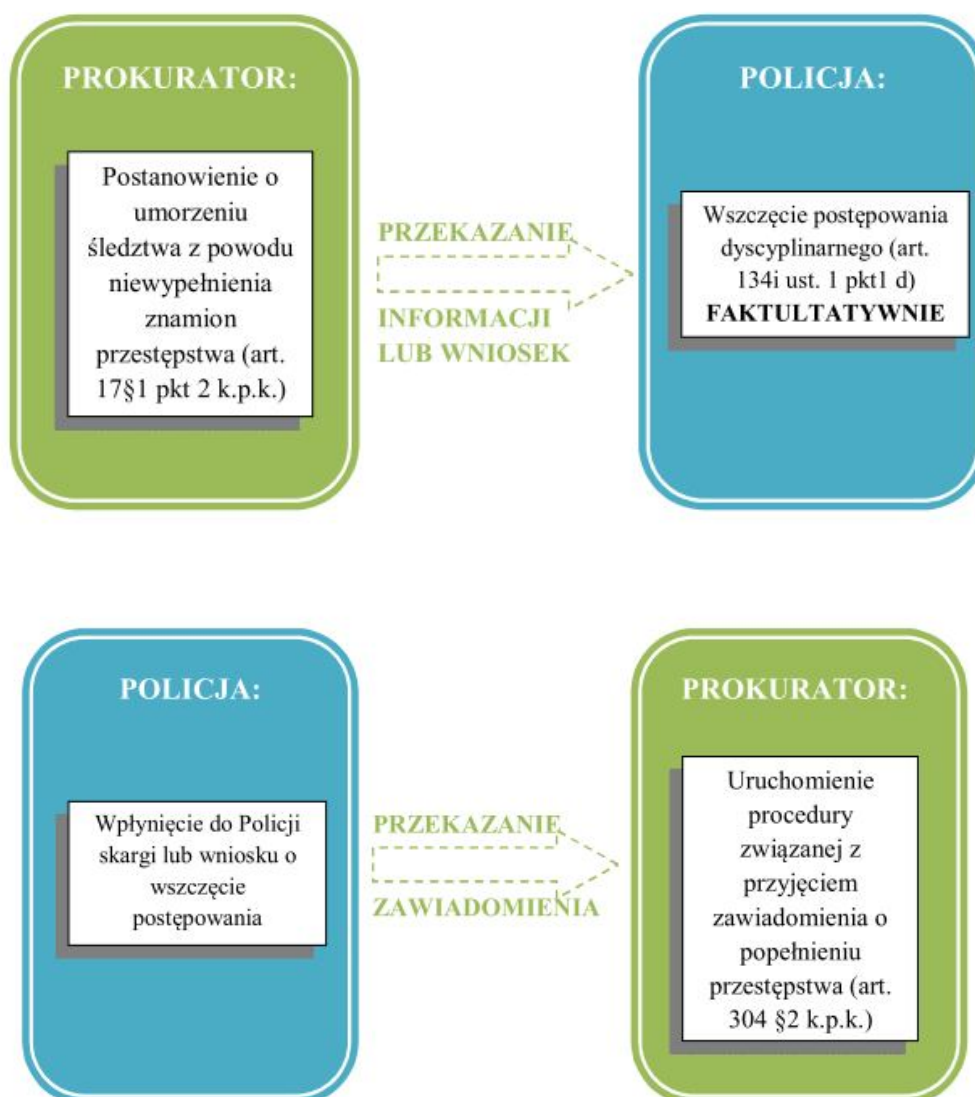 PROKURATOR:
Postanowienie o
umorzeniu
śledztwa z powodu
niewypełnienia
znamion
przestępstwa (art.
17§1 pkt 2 k.p.k.)
PRZEKAZANIE
INFORMACJI
LUB WNIOSEK
POLICJA:
Wszczęcie postępowania
dyscyplinarnego (art.
134i ust. 1 pkt1 d)
FAKTULTATYWNIE
POLICJA:
Wpłynięcie do Policji
skargi lub wniosku o
wszczęcie
postępowania
PRZEKAZANIE
ZAWIADOMIENIA
PROKURATOR:
Uruchomienie
procedury
związanej z
przyjęciem
zawiadomienia o
popełnieniu
przestępstwa (art.
304 §2 k.p.k.)